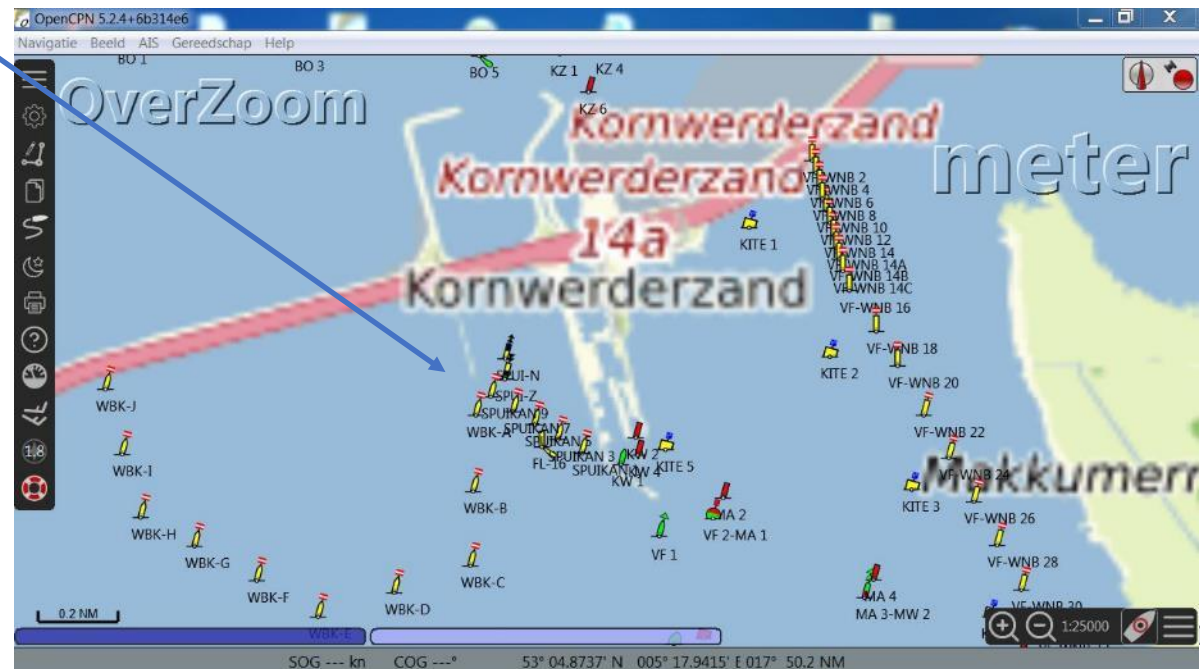 OpenCPN 5.2.4+6b314e6
Navigatie Beeld AIS Gereedschap Help
BO 1
BO 3
BO 5
KZ 1
KZ 4
KZ 6
OverZoom
meter
Kornwerderzand
Kornwerderzand
14a
Kornwerderzand
VF-WNB 2
VF-WNB 4
VF-WNB 6
VF-WNB 8
VF-WNB 10
VF-WNB 12
VF-WNB 14
VF-WNB 14A
VF-WNB 14B
VF-WNB 14C
VF-WNB 16
VF-WNB 18
VF-WNB 20
VF-WNB 22
VF-WNB 24
VF-WNB 26
VF-WNB 28
VF-WNB 30
KITE 1
KITE 2
KITE 3
KITE 5
Makkumerr
SPUI-N
SPUI-Z
SPUIKAN 9
SPUIKAN 7
SPUIKAN 5
SPUIKAN 3
FL-16
KW 2
KW 4
KW 1
WBK-A
WBK-B
WBK-C
WBK-D
WBK-E
WBK-F
WBK-G
WBK-H
WBK-I
WBK-J
MA 2
VF 2-MA 1
VF 1
MA 4
MA 3-MW 2
1.8
0.2 NM
1:25000
SOG --- kn COG ---° 53° 04.8737' N 005° 17.9415' E 017° 50.2 NM